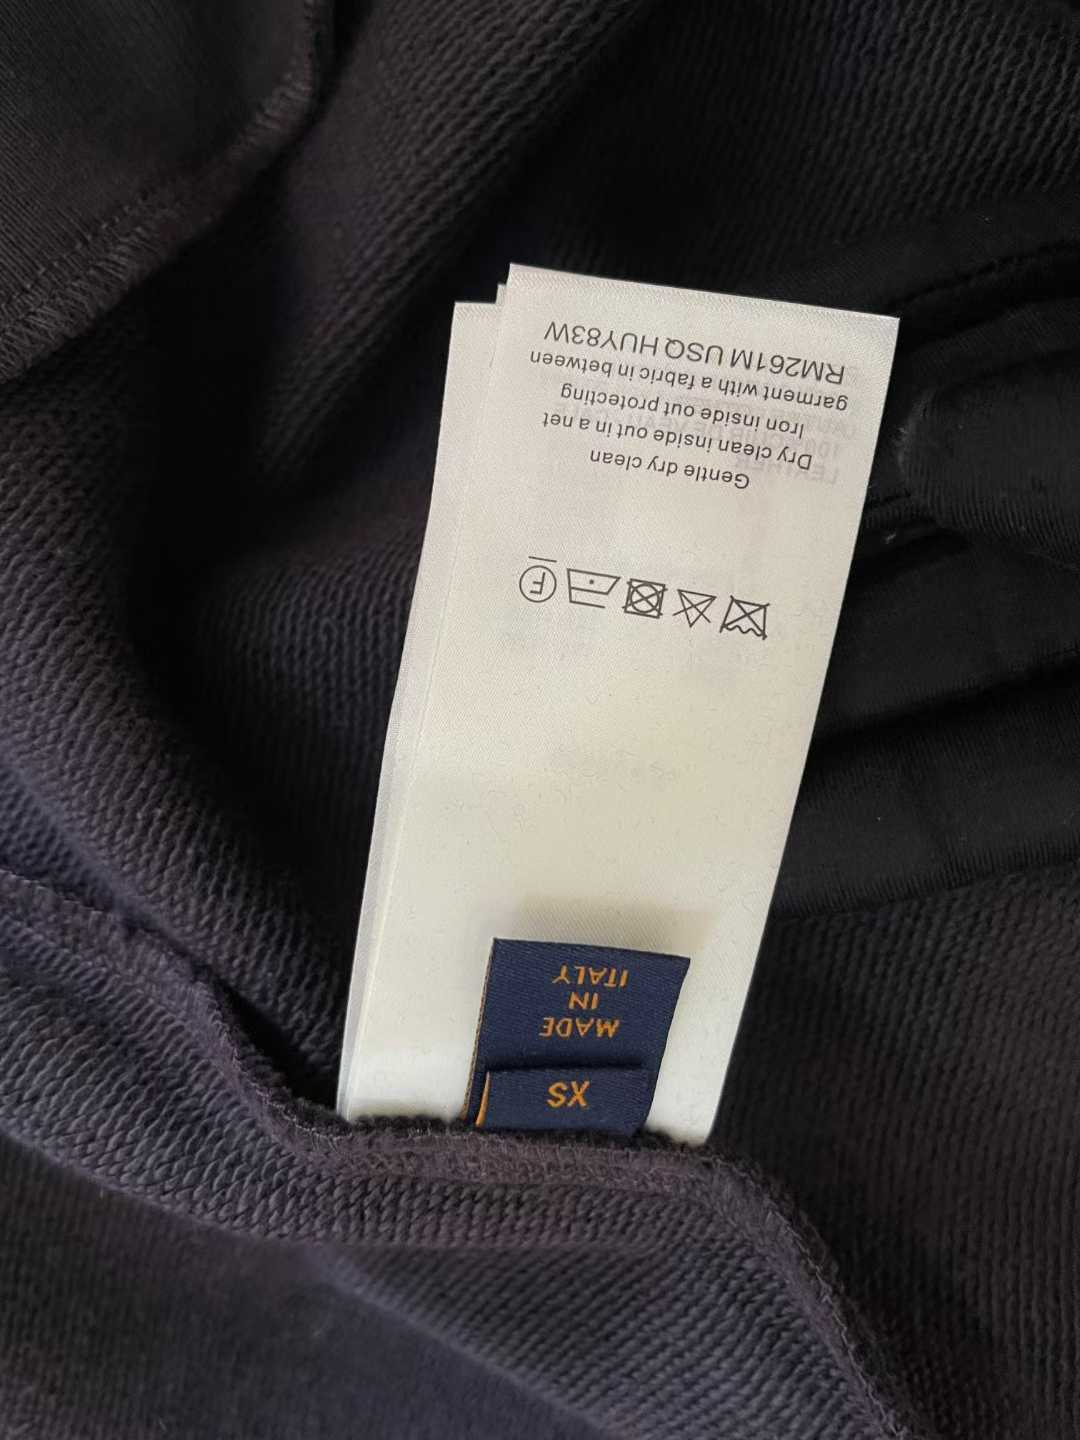 XS
MADE
IN
ITALY
F
Gentle dry clean
Dry clean inside out in a net
Iron inside out protecting
garment with a fabric in between
RM261M USQ HUY83W
LEATHER